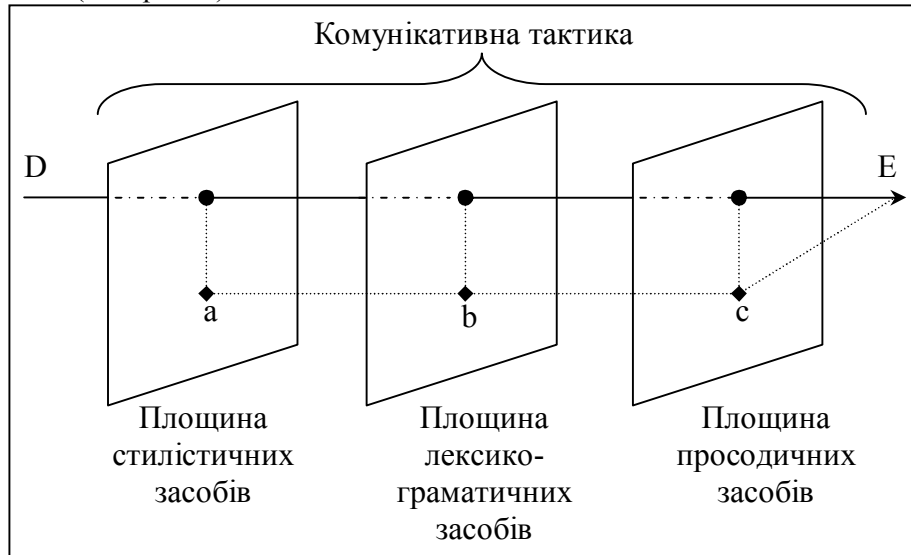 Комунікативна тактика
D
E
a
b
c
Площина
стилістичних
засобів
Площина
лексико-
граматичних
засобів
Площина
просодичних
засобів